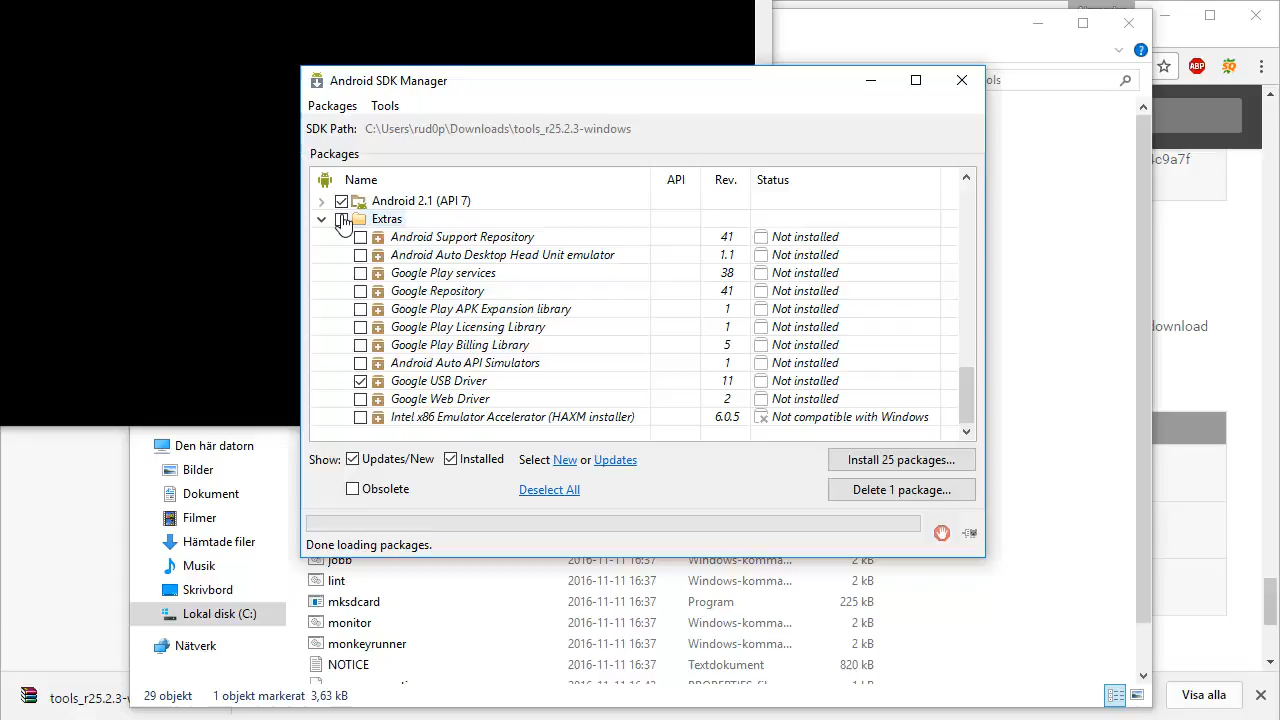 Android SDK Manager
Packages Tools
SDK Path: C:\Users\rud0p\Downloads\tools_r25.2.3-windows
Packages
Name API Rev. Status
Android 2.1 (API 7)
Extras
Android Support Repository 41 Not installed
Android Auto Desktop Head Unit emulator 1.1 Not installed
Google Play services 38 Not installed
Google Repository 41 Not installed
Google Play APK Expansion library 1 Not installed
Google Play Licensing Library 1 Not installed
Google Play Billing Library 5 Not installed
Android Auto API Simulators 1 Not installed
Google USB Driver 11 Not installed
Google Web Driver 2 Not installed
Intel x86 Emulator Accelerator (HAXM installer) 6.0.5 Not compatible with Windows
Show: Updates/New Installed Select New or Updates Install 25 packages...
Obsolete Deselect All Delete 1 package...
Done loading packages.
ols
ABP
SQ
4c9a7f
download
Den här datorn
Bilder
Dokument
Filmer
Hämtade filer
Musik
Skrivbord
Lokal disk (C:)
Nätverk
jobb 2016-11-11 16:37 Windows-komma... 2 kB
lint 2016-11-11 16:37 Windows-komma... 2 kB
mksdcard 2016-11-11 16:37 Program 225 kB
monitor 2016-11-11 16:37 Windows-komma... 2 kB
monkeyrunner 2016-11-11 16:37 Windows-komma... 2 kB
NOTICE 2016-11-11 16:37 Textdokument 820 kB
29 objekt 1 objekt markerat 3,63 kB
tools_r25.2.3-w
Visa alla